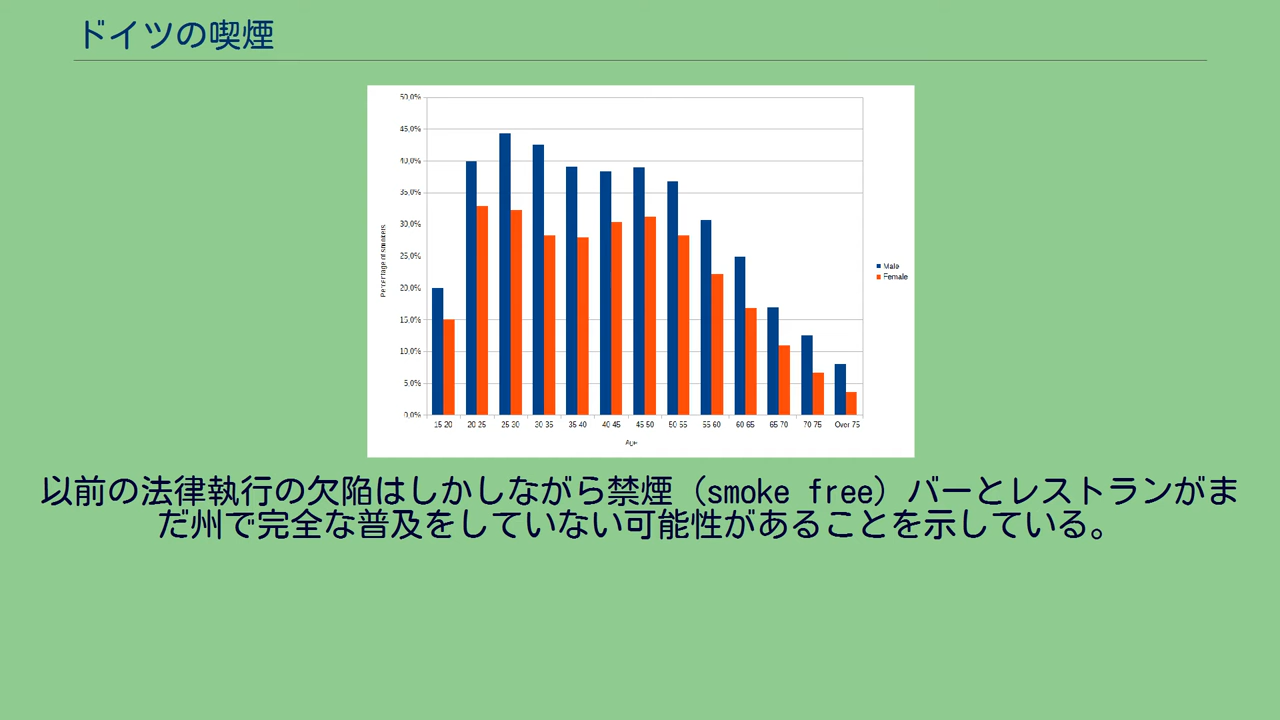 ドイツの喫煙
50,0%
45,0%
40,0%
35,0%
30,0%
25,0%
20,0%
15,0%
10,0%
5,0%
0,0%
Percentage of smokers
15-20 20-25 25-30 30-35 35-40 40-45 45-50 50-55 55-60 60-65 65-70 70-75 Over 75
Age
Male
Female
以前の法律執行の欠陥はしかしながら禁煙（smoke free）バーとレストランがま
だ州で完全な普及をしていない可能性があることを示している。